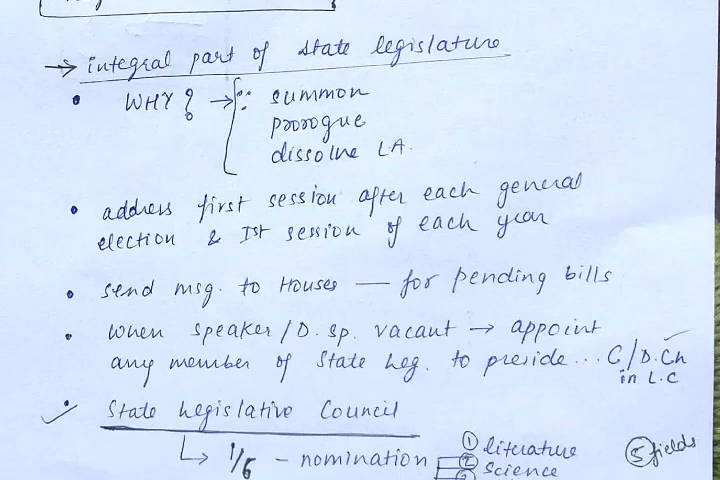 → integral part of state legislature
• WHY? → ∵ summon
prorogue
dissolve L.A.
• address first session after each general
election & Ist session of each year
• send msg. to Houses — for pending bills
• when speaker/D.sp. vacant → appoint
any member of State Leg. to preside... C/D.Ch
in L.C
• State Legislative Council
↳ 1/6 - nomination ① literature
② Science
⑤ fields